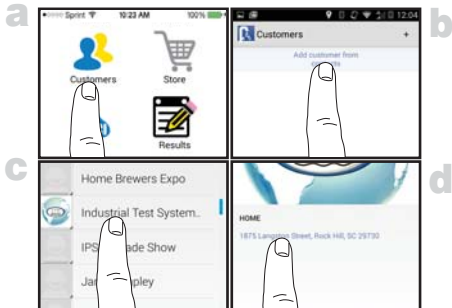 a
Sprint 10:23 AM 100%
Customers Store
Results
b
12:04
Customers +
Add customer from
c
Home Brewers Expo
Industrial Test System..
IPS ade Show
Ja pley
d
HOME
1875 Langston Street, Rock Hill, SC 29730